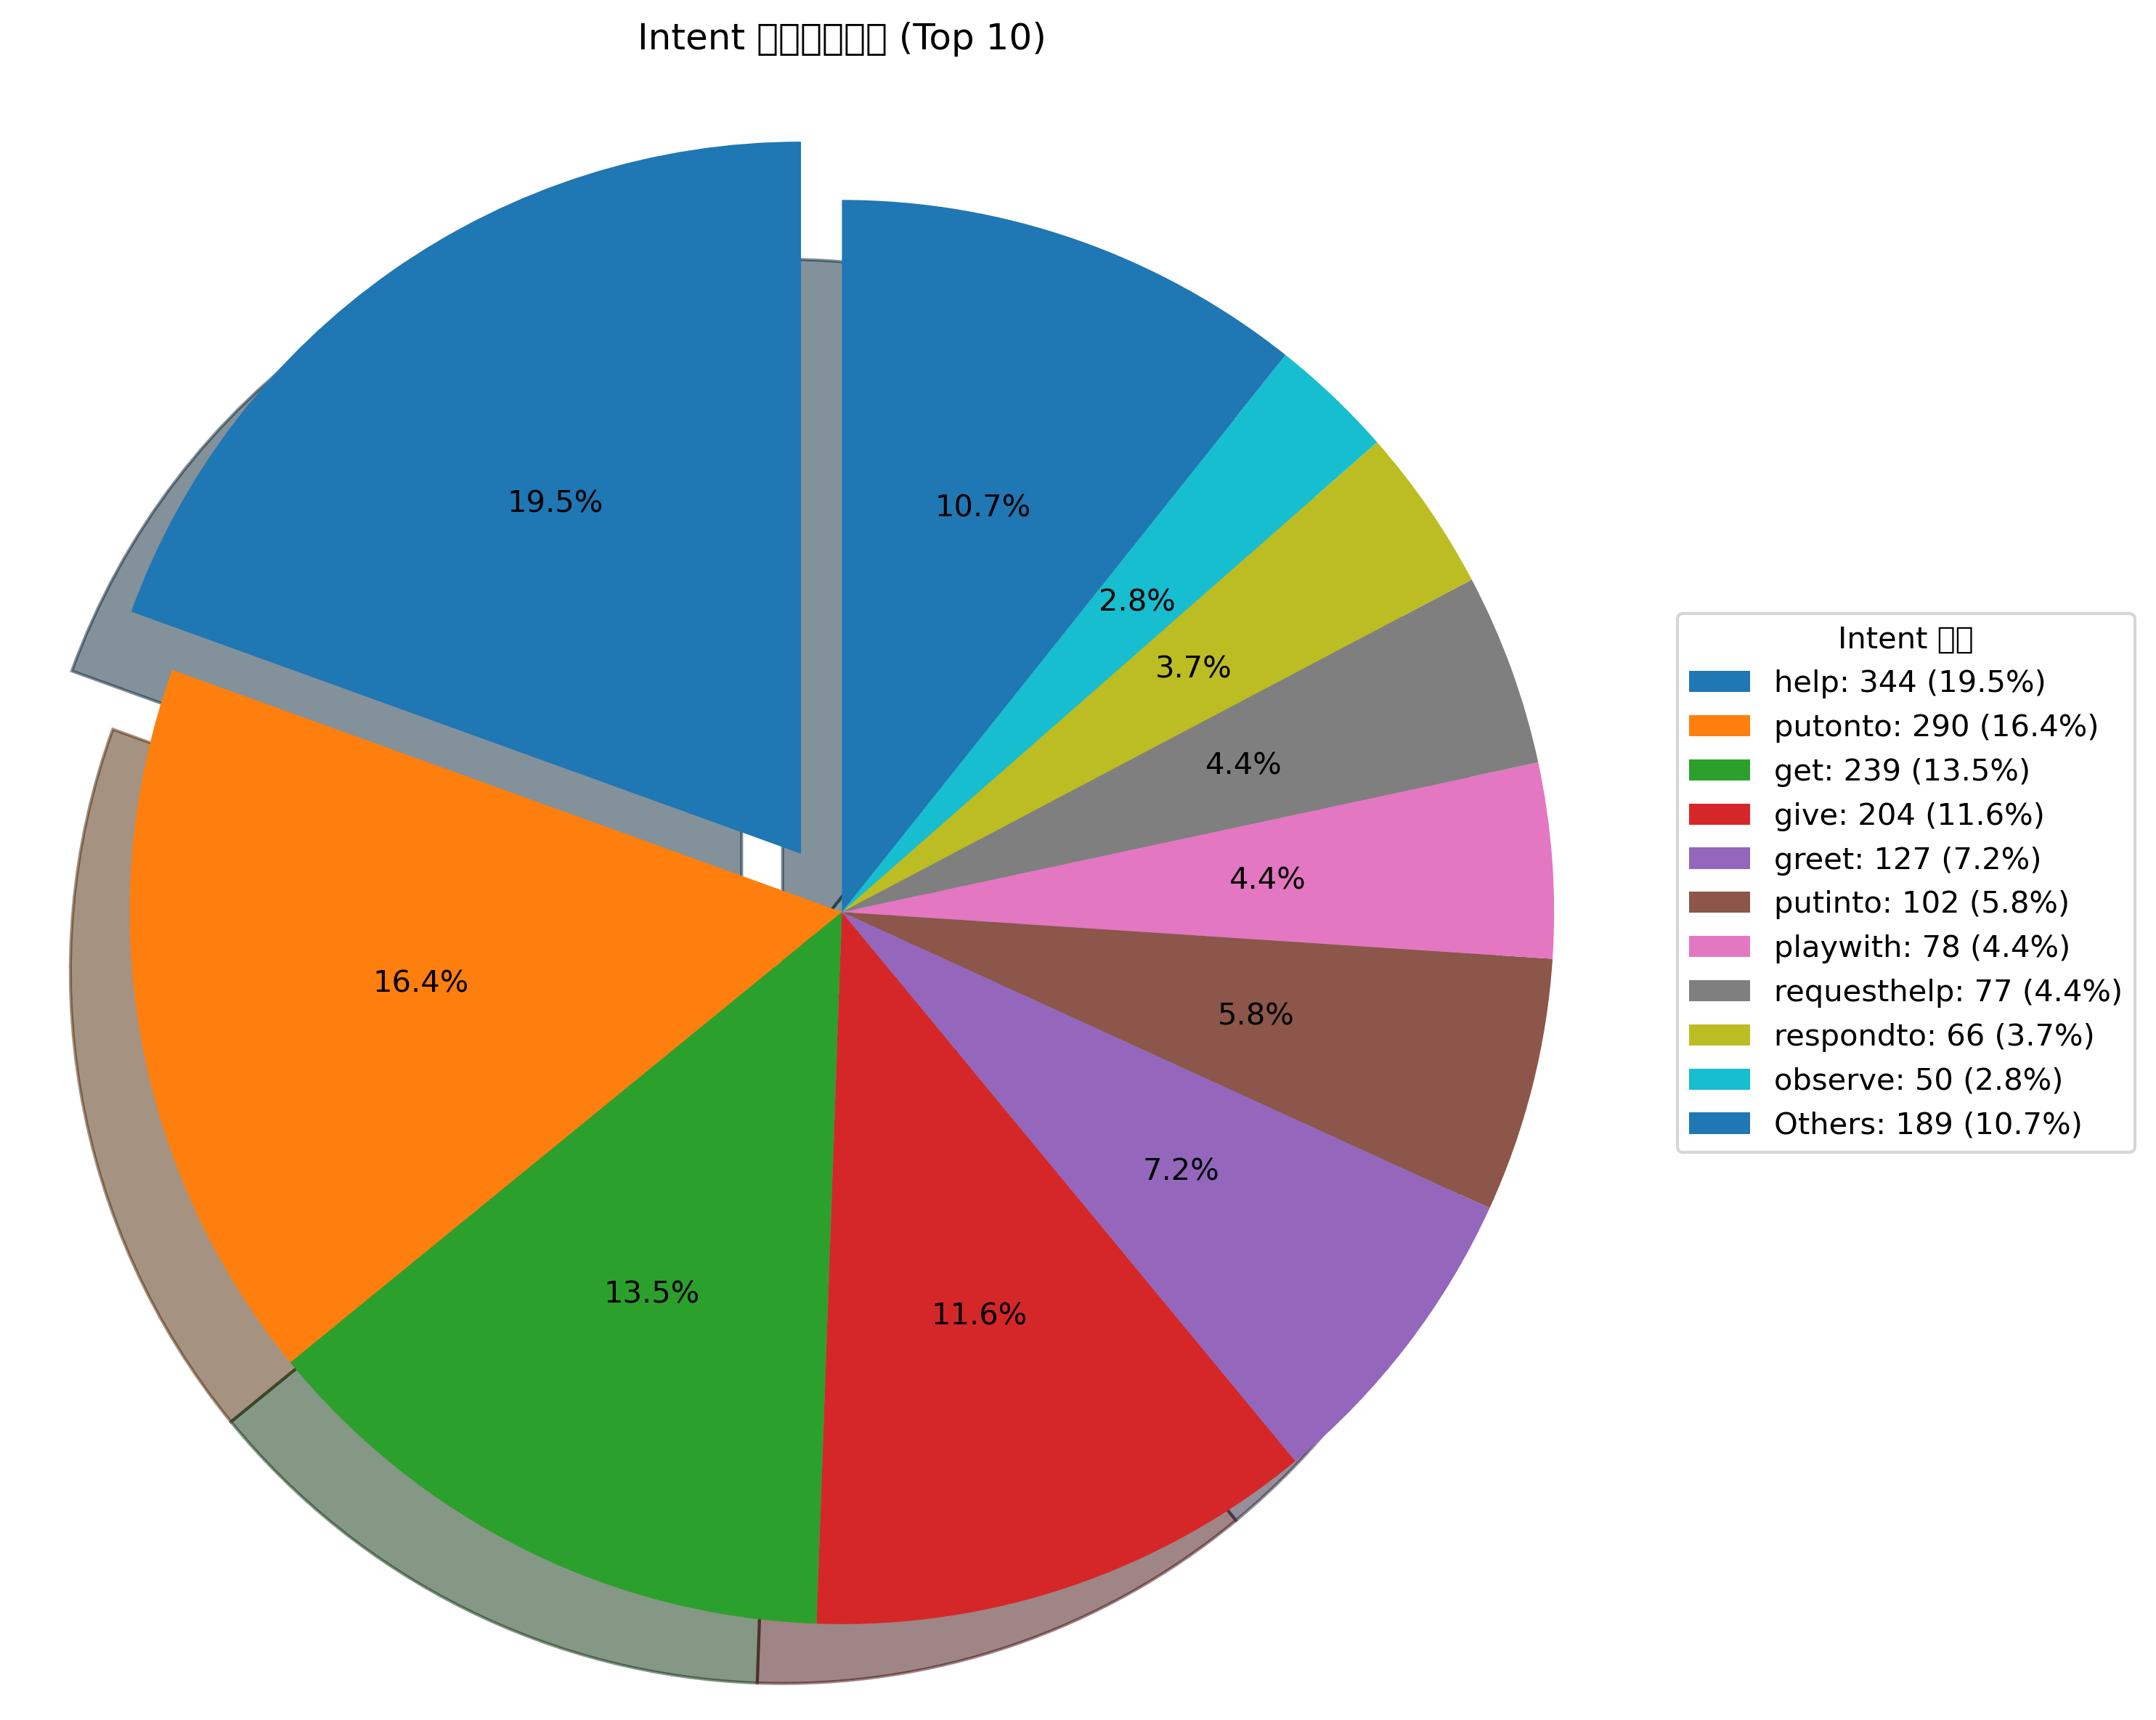 Intent □□□□□□ (Top 10)
19.5%
10.7%
2.8%
3.7%
4.4%
4.4%
16.4%
5.8%
7.2%
13.5%
11.6%
Intent □□
help: 344 (19.5%)
putonto: 290 (16.4%)
get: 239 (13.5%)
give: 204 (11.6%)
greet: 127 (7.2%)
putinto: 102 (5.8%)
playwith: 78 (4.4%)
requesthelp: 77 (4.4%)
respondto: 66 (3.7%)
observe: 50 (2.8%)
Others: 189 (10.7%)